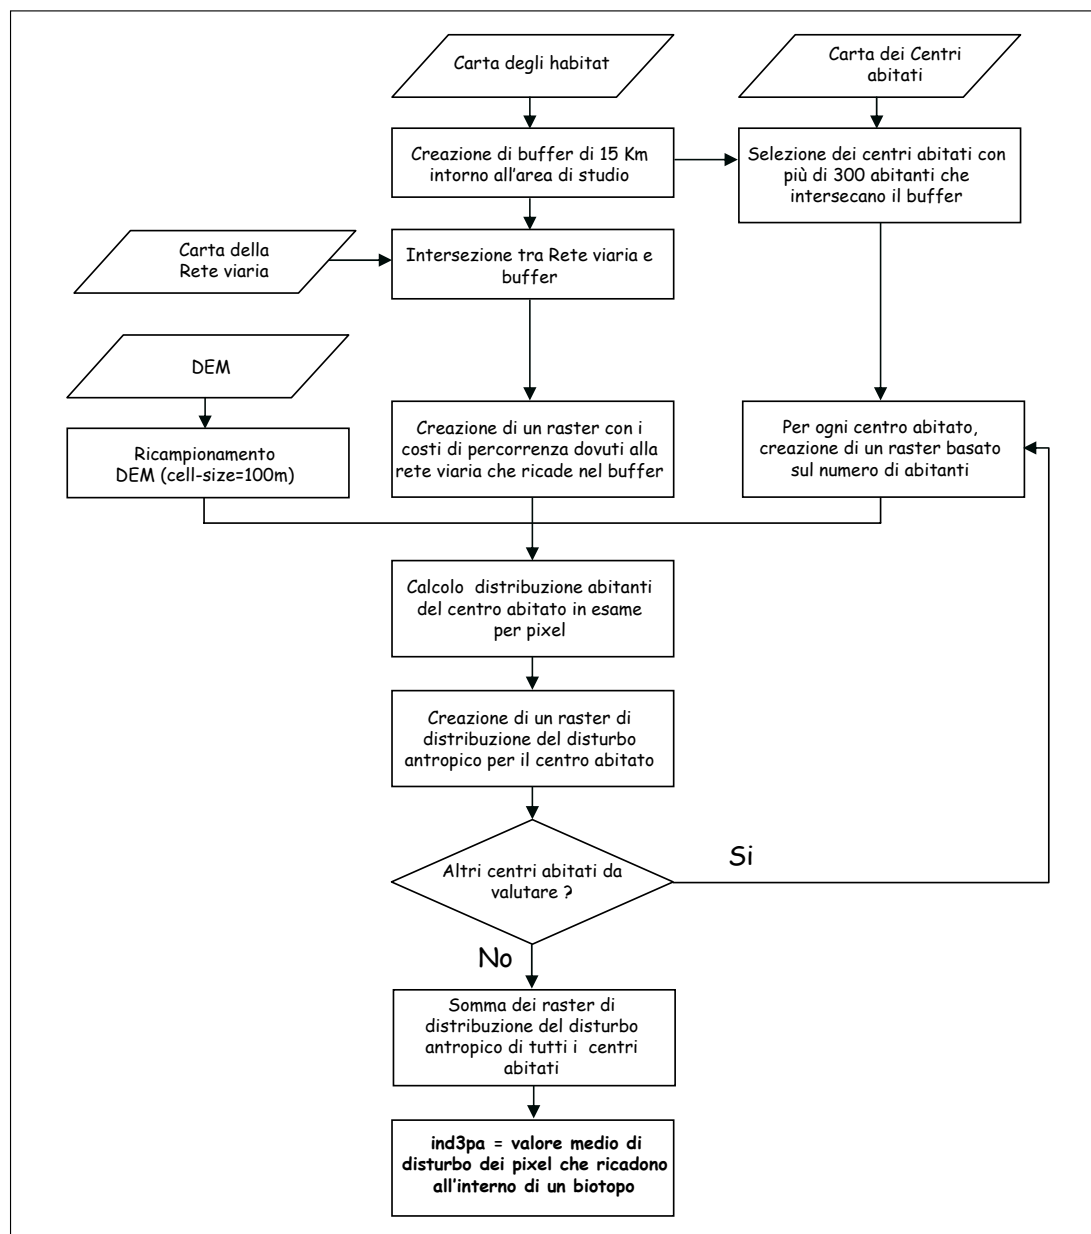 Carta degli habitat
Carta dei Centri
abitati
Creazione di buffer di 15 Km
intorno all'area di studio
Selezione dei centri abitati con
più di 300 abitanti che
intersecano il buffer
Carta della
Rete viaria
Intersezione tra Rete viaria e
buffer
DEM
Ricampionamento
DEM (cell-size=100m)
Creazione di un raster con i
costi di percorrenza dovuti alla
rete viaria che ricade nel buffer
Per ogni centro abitato,
creazione di un raster basato
sul numero di abitanti
Calcolo distribuzione abitanti
del centro abitato in esame
per pixel
Creazione di un raster di
distribuzione del disturbo
antropico per il centro abitato
Altri centri abitati da
valutare ?
Si
No
Somma dei raster di
distribuzione del disturbo
antropico di tutti i centri
abitati
ind3pa = valore medio di
disturbo dei pixel che ricadono
all'interno di un biotopo